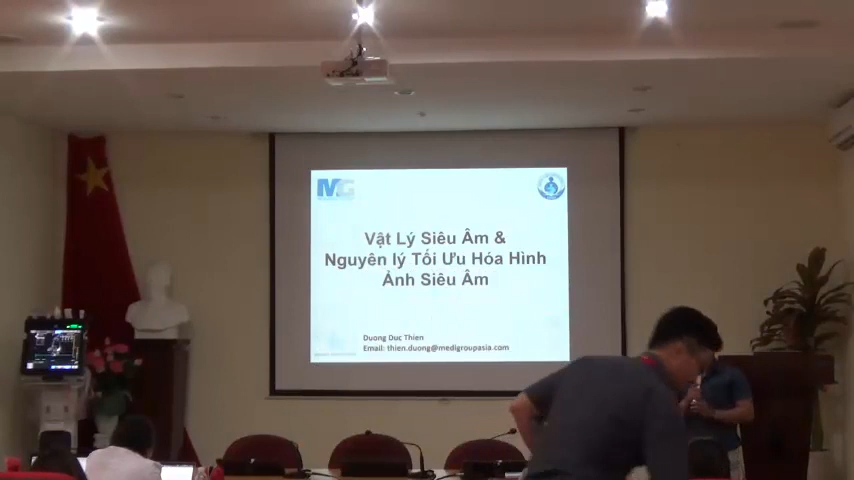 MG
Vật Lý Siêu Âm &
Nguyên lý Tối Ưu Hóa Hình
Ảnh Siêu Âm
Duong Duc Thien
Email: thien.duong@medigroupasia.com